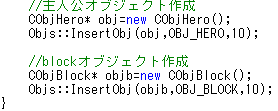 //主人公オブジェクト作成
CObjHero* obj=new CObjHero();
Objs::InsertObj(obj,OBJ_HERO,10);
//blockオブジェクト作成
CObjBlock* objb=new CObjBlock();
Objs::InsertObj(objb,OBJ_BLOCK,10);
}